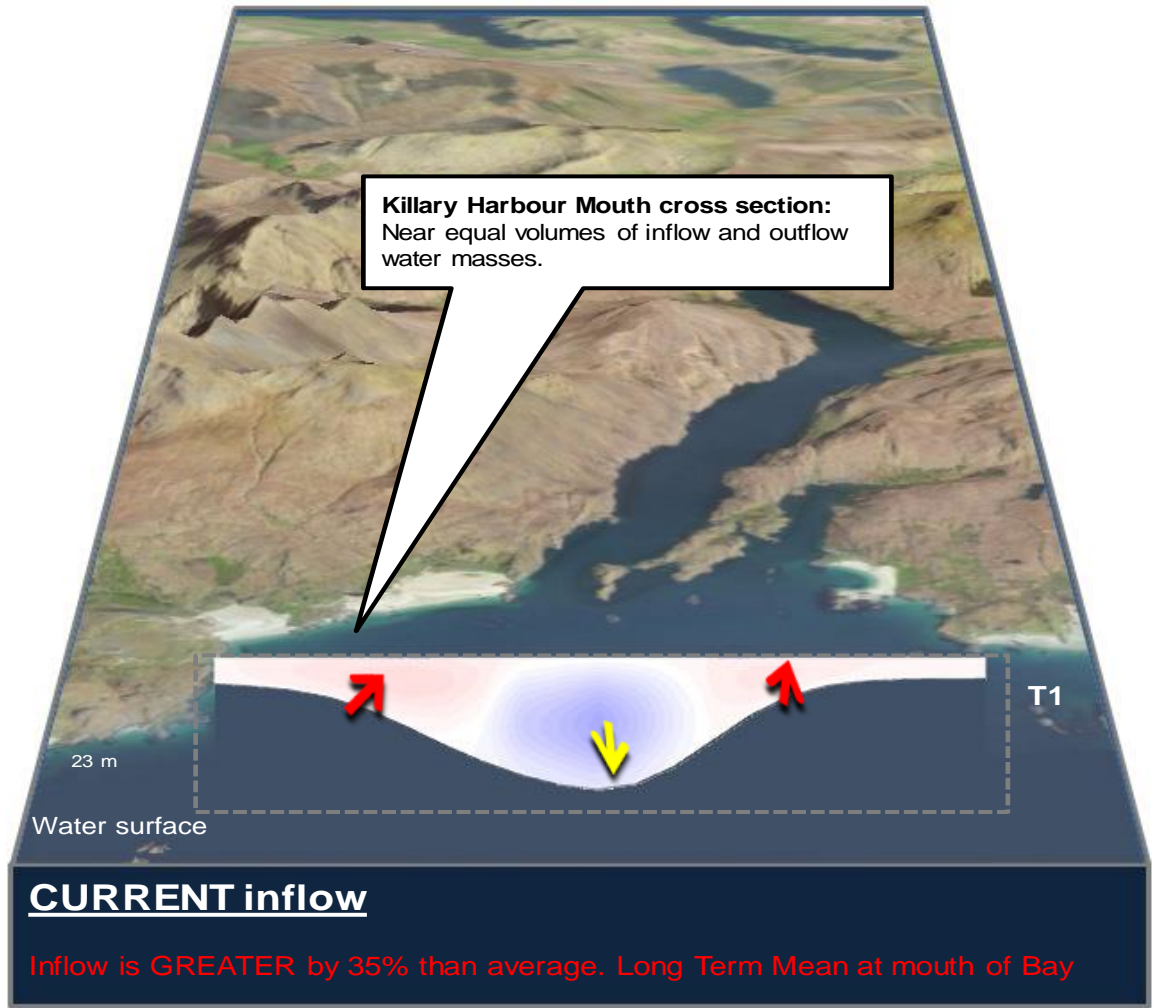 Killary Harbour Mouth cross section:
Near equal volumes of inflow and outflow
water masses.
T1
23 m
Water surface
CURRENT inflow
Inflow is GREATER by 35% than average. Long Term Mean at mouth of Bay